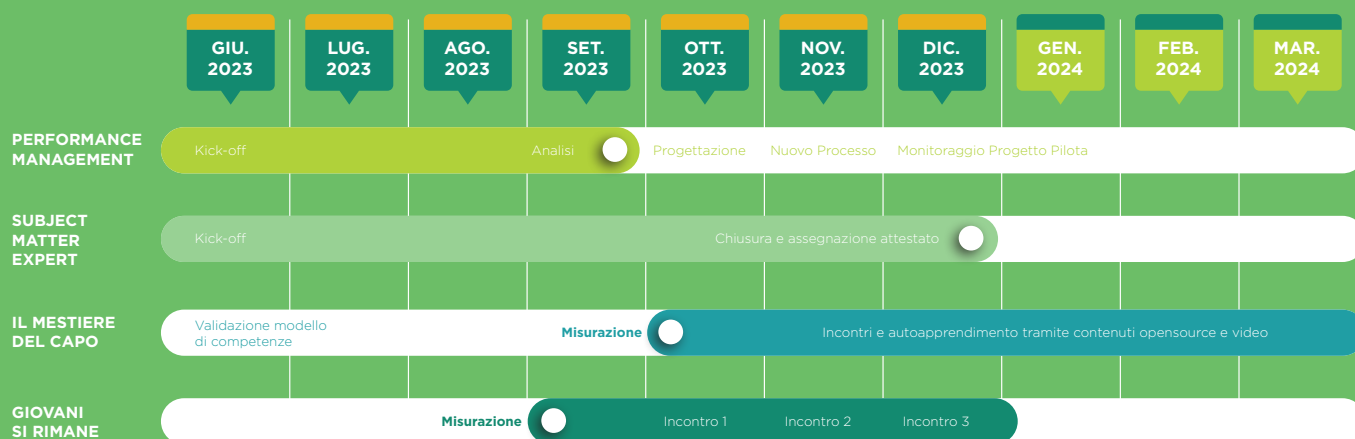 GIU.
2023
LUG.
2023
AGO.
2023
SET.
2023
OTT.
2023
NOV.
2023
DIC.
2023
GEN.
2024
FEB.
2024
MAR.
2024
PERFORMANCE
MANAGEMENT
Kick-off
Analisi
Progettazione
Nuovo Processo
Monitoraggio Progetto Pilota
SUBJECT
MATTER
EXPERT
Kick-off
Chiusura e assegnazione attestato
IL MESTIERE
DEL CAPO
Validazione modello
di competenze
Misurazione
Incontri e autoapprendimento tramite contenuti opensource e video
GIOVANI
SI RIMANE
Misurazione
Incontro 1
Incontro 2
Incontro 3